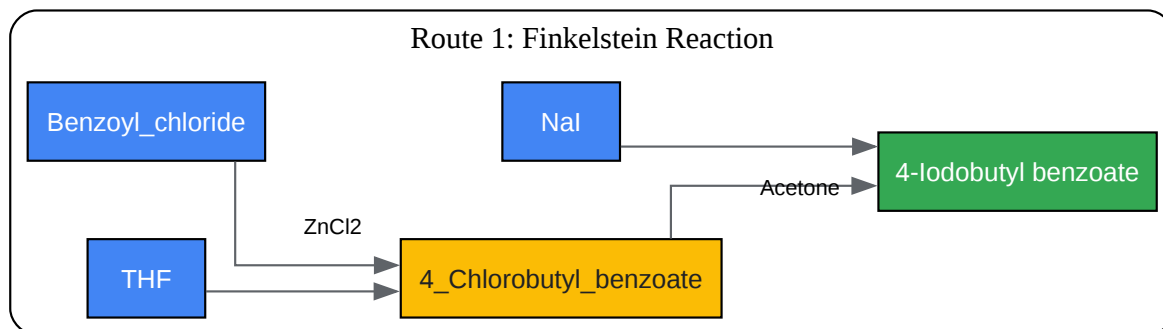 Route 1: Finkelstein Reaction
Benzoyl_chloride
NaI
4-Iodobutyl benzoate
Acetone
ZnCl2
THF
4_Chlorobutyl_benzoate